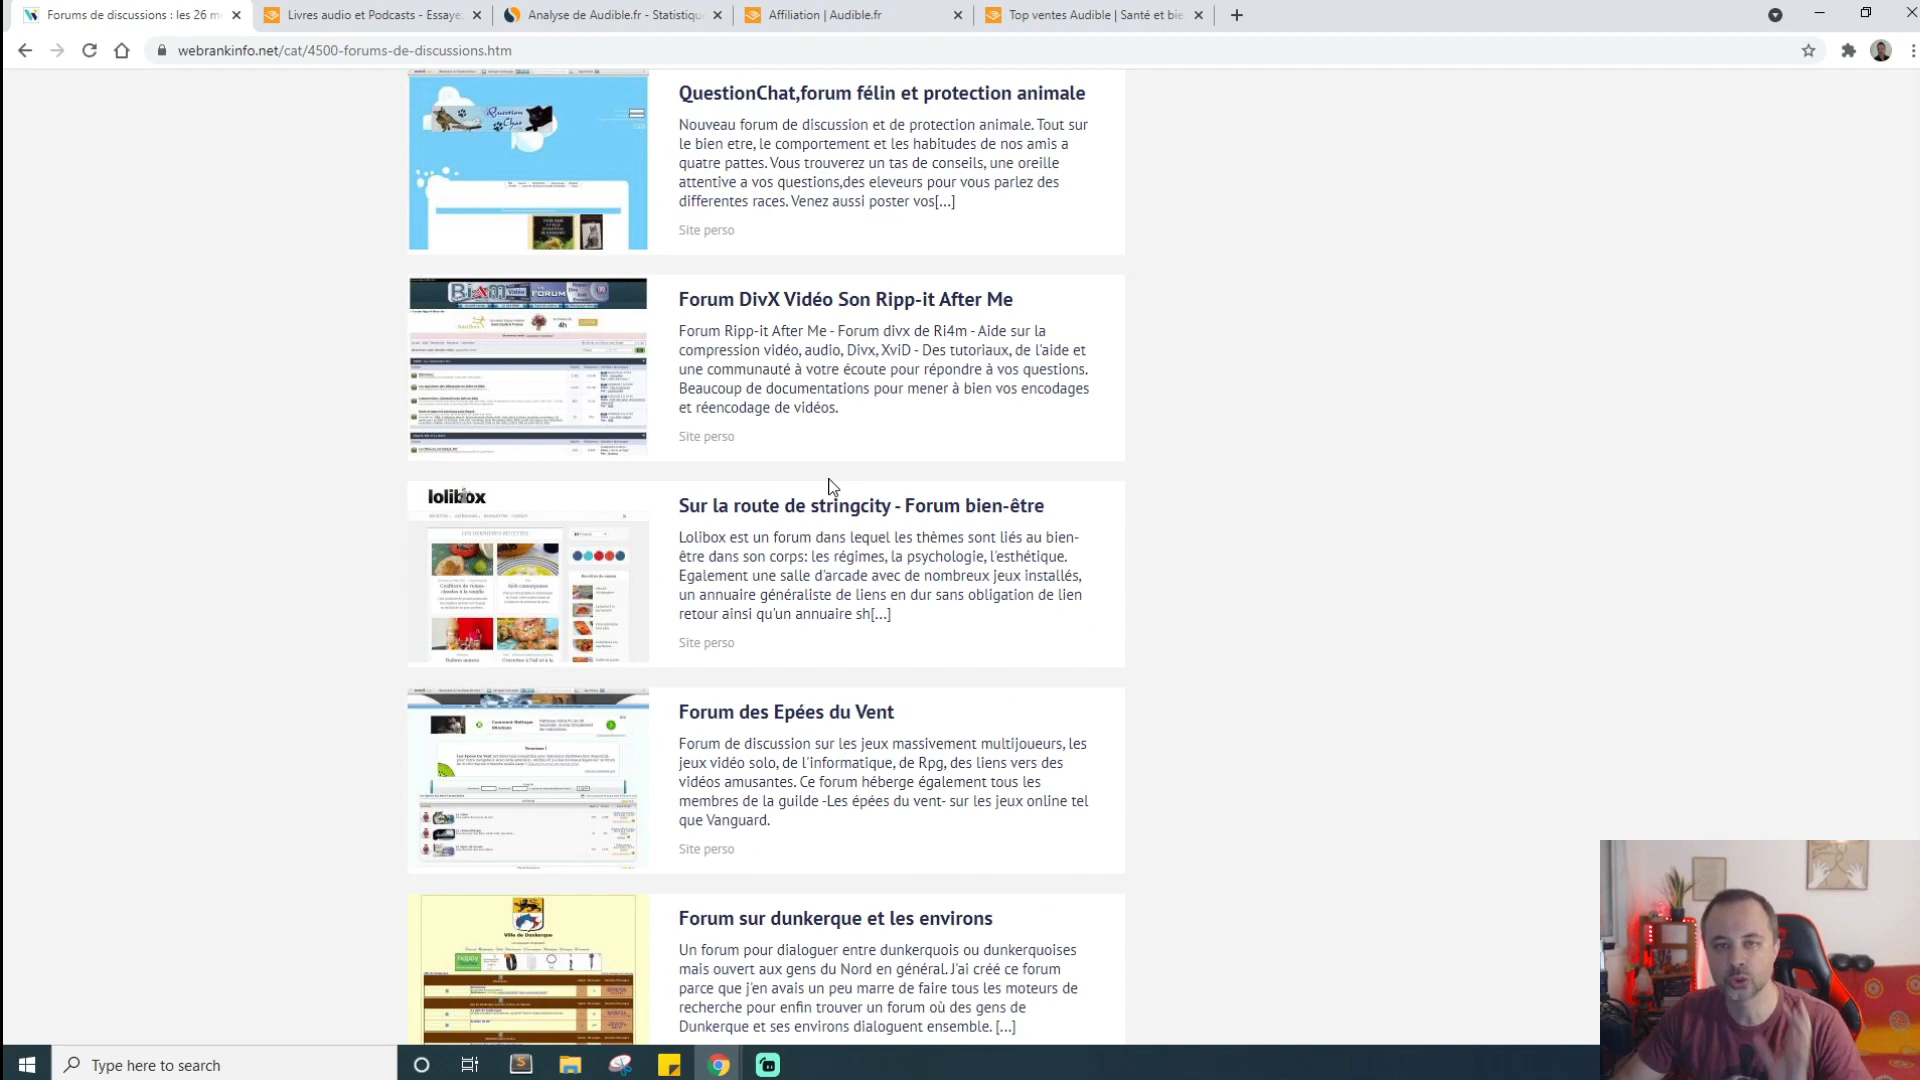 Forums de discussions : les 26 m
Livres audio et Podcasts - Essaye
Analyse de Audible.fr - Statistiqu
Affiliation | Audible.fr
Top ventes Audible | Santé et bie
webrankinfo.net/cat/4500-forums-de-discussions.htm
Question
Chat
QuestionChat,forum félin et protection animale
Nouveau forum de discussion et de protection animale. Tout sur
le bien etre, le comportement et les habitudes de nos amis a
quatre pattes. Vous trouverez un tas de conseils, une oreille
attentive a vos questions,des eleveurs pour vous parlez des
differentes races. Venez aussi poster vos[...]
Site perso
FORUM
Forum DivX Vidéo Son Ripp-it After Me
Forum Ripp-it After Me - Forum divx de Ri4m - Aide sur la
compression vidéo, audio, Divx, XviD - Des tutoriaux, de l'aide et
une communauté à votre écoute pour répondre à vos questions.
Beaucoup de documentations pour mener à bien vos encodages
et réencodage de vidéos.
Site perso
lolibox
LES DERNIÈRES RECETTES
Sur la route de stringcity - Forum bien-être
Lolibox est un forum dans lequel les thèmes sont liés au bien-
être dans son corps: les régimes, la psychologie, l'esthétique.
Egalement une salle d'arcade avec de nombreux jeux installés,
un annuaire généraliste de liens en dur sans obligation de lien
retour ainsi qu'un annuaire sh[...]
Site perso
Forum des Epées du Vent
Forum de discussion sur les jeux massivement multijoueurs, les
jeux vidéo solo, de l'informatique, de Rpg, des liens vers des
vidéos amusantes. Ce forum héberge également tous les
membres de la guilde -Les épées du vent- sur les jeux online tel
que Vanguard.
Site perso
Ville de Dunkerque
Forum sur dunkerque et les environs
Un forum pour dialoguer entre dunkerquois ou dunkerquoises
mais ouvert aux gens du Nord en général. J'ai créé ce forum
parce que j'en avais un peu marre de faire tous les moteurs de
recherche pour enfin trouver un forum où des gens de
Dunkerque et ses environs dialoguent ensemble. [...]
Type here to search